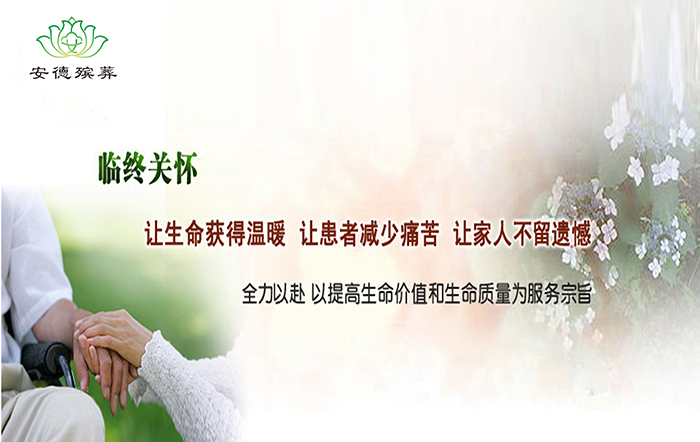 安德殡葬
临终关怀
让生命获得温暖 让患者减少痛苦 让家人不留遗憾
全力以赴 以提高生命价值和生命质量为服务宗旨